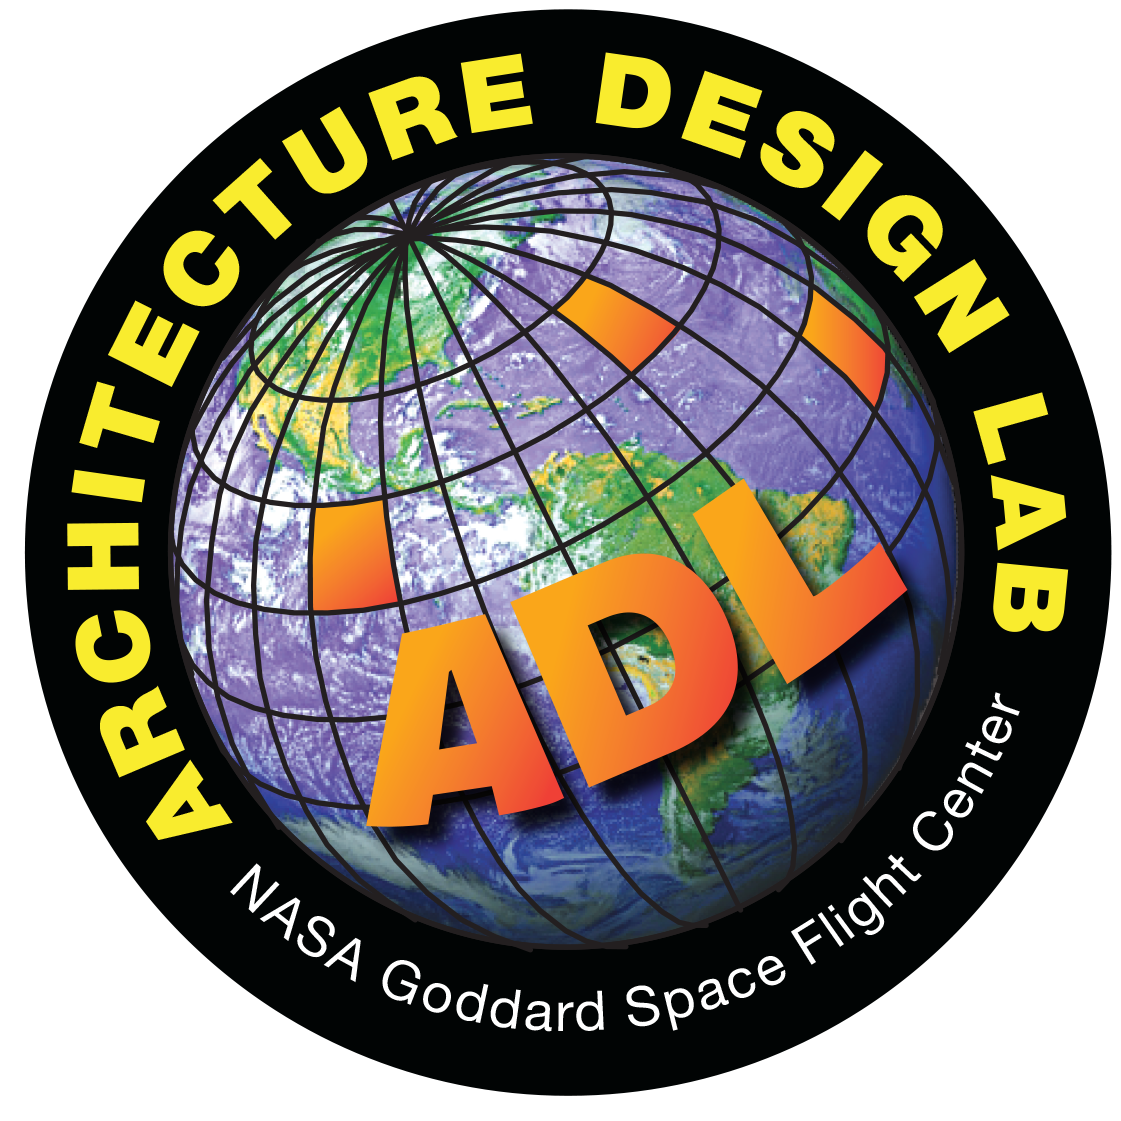 ARCHITECTURE DESIGN LAB
ADL
NASA Goddard Space Flight Center